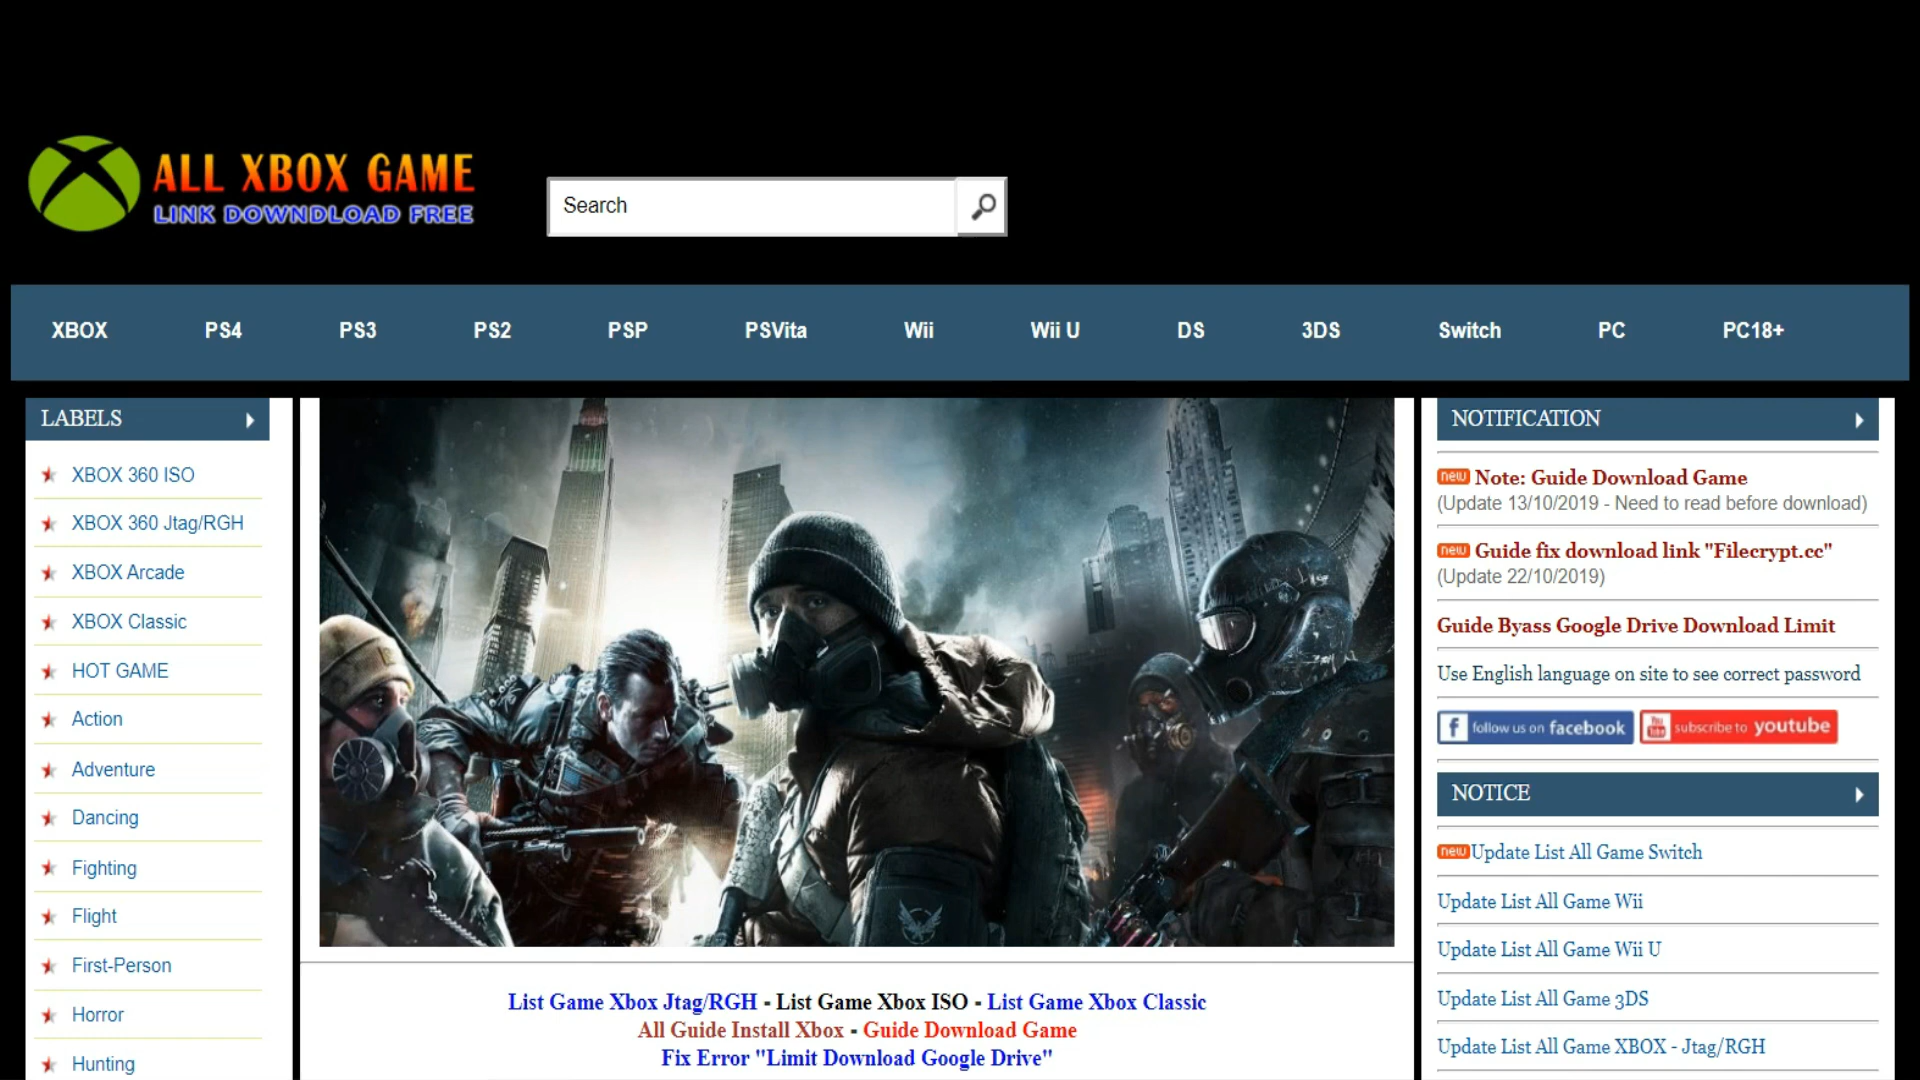 ALL XBOX GAME
LINK DOWNDLOAD FREE
Search
XBOX PS4 PS3 PS2 PSP PSVita Wii Wii U DS 3DS Switch PC PC18+
LABELS
XBOX 360 ISO
XBOX 360 Jtag/RGH
XBOX Arcade
XBOX Classic
HOT GAME
Action
Adventure
Dancing
Fighting
Flight
First-Person
Horror
Hunting
List Game Xbox Jtag/RGH - List Game Xbox ISO - List Game Xbox Classic
All Guide Install Xbox - Guide Download Game
Fix Error "Limit Download Google Drive"
NOTIFICATION
new Note: Guide Download Game
(Update 13/10/2019 - Need to read before download)
new Guide fix download link "Filecrypt.cc"
(Update 22/10/2019)
Guide Byass Google Drive Download Limit
Use English language on site to see correct password
f follow us on facebook You Tube subscribe to youtube
NOTICE
new Update List All Game Switch
Update List All Game Wii
Update List All Game Wii U
Update List All Game 3DS
Update List All Game XBOX - Jtag/RGH